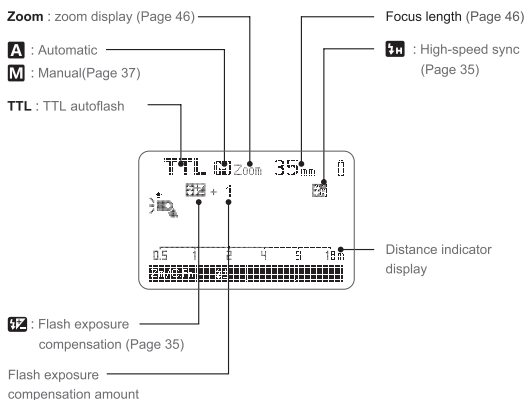 Zoom : zoom display (Page 46)
Focus length (Page 46)
A : Automatic
M : Manual(Page 37)
H : High-speed sync
(Page 35)
TTL : TTL autoflash
TTL M Zoom 35mm 0
+ 1
0.5 1 2 4 9 18m
Distance indicator
display
: Flash exposure
compensation (Page 35)
Flash exposure
compensation amount